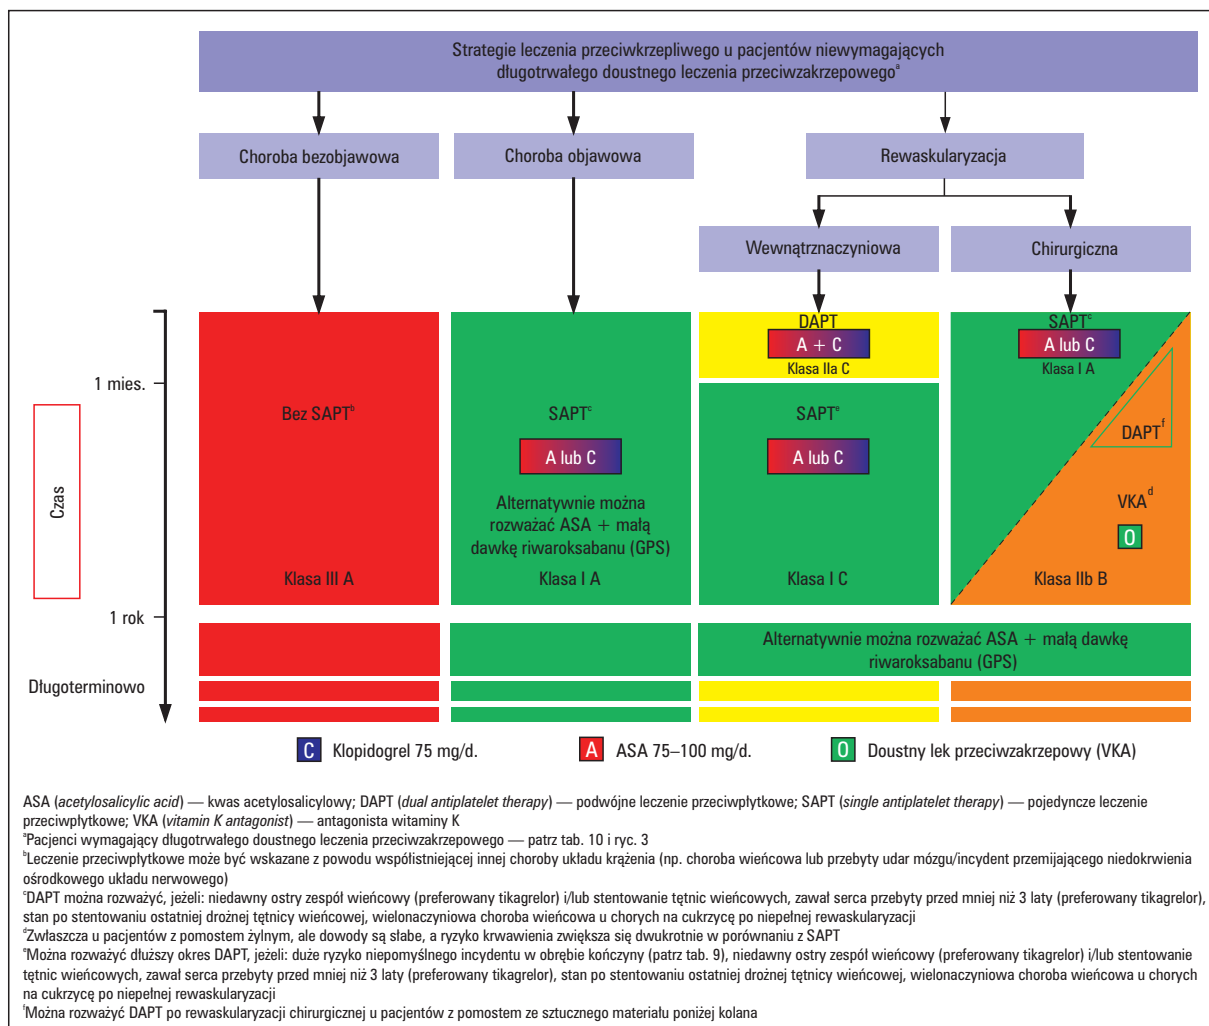 Strategie leczenia przeciwkrzepliwego u pacjentów niewymagających
długotrwałego doustnego leczenia przeciwzakrzepowegoᵃ
Choroba bezobjawowa
Choroba objawowa
Rewaskularyzacja
Wewnątrznaczyniowa
Chirurgiczna
Czas
1 mies.
1 rok
Długoterminowo
Bez SAPTᵇ
Klasa III A
SAPTᶜ
A lub C
Alternatywnie można
rozważać ASA + małą
dawkę riwaroksabanu (GPS)
Klasa I A
DAPT
A + C
Klasa IIa C
SAPTᵉ
A lub C
Klasa I C
SAPTᶜ
A lub C
Klasa I A
DAPTᶠ
VKAᵈ
O
Klasa IIb B
Alternatywnie można rozważać ASA + małą dawkę
riwaroksabanu (GPS)
C Klopidogrel 75 mg/d.
A ASA 75–100 mg/d.
O Doustny lek przeciwzakrzepowy (VKA)
ASA (acetylosalicylic acid) — kwas acetylosalicylowy; DAPT (dual antiplatelet therapy) — podwójne leczenie przeciwpłytkowe; SAPT (single antiplatelet therapy) — pojedyncze leczenie
przeciwpłytkowe; VKA (vitamin K antagonist) — antagonista witaminy K
ᵃPacjenci wymagający długotrwałego doustnego leczenia przeciwzakrzepowego — patrz tab. 10 i ryc. 3
ᵇLeczenie przeciwpłytkowe może być wskazane z powodu współistniejącej innej choroby układu krążenia (np. choroba wieńcowa lub przebyty udar mózgu/incydent przemijającego niedokrwienia
ośrodkowego układu nerwowego)
ᶜDAPT można rozważyć, jeżeli: niedawny ostry zespół wieńcowy (preferowany tikagrelor) i/lub stentowanie tętnic wieńcowych, zawał serca przebyty przed mniej niż 3 laty (preferowany tikagrelor),
stan po stentowaniu ostatniej drożnej tętnicy wieńcowej, wielonaczyniowa choroba wieńcowa u chorych na cukrzycę po niepełnej rewaskularyzacji
ᵈZwłaszcza u pacjentów z pomostem żylnym, ale dowody są słabe, a ryzyko krwawienia zwiększa się dwukrotnie w porównaniu z SAPT
ᵉMożna rozważyć dłuższy okres DAPT, jeżeli: duże ryzyko niepomyślnego incydentu w obrębie kończyny (patrz tab. 9), niedawny ostry zespół wieńcowy (preferowany tikagrelor) i/lub stentowanie
tętnic wieńcowych, zawał serca przebyty przed mniej niż 3 laty (preferowany tikagrelor), stan po stentowaniu ostatniej drożnej tętnicy wieńcowej, wielonaczyniowa choroba wieńcowa u chorych
na cukrzycę po niepełnej rewaskularyzacji
ᶠMożna rozważyć DAPT po rewaskularyzacji chirurgicznej u pacjentów z pomostem ze sztucznego materiału poniżej kolana